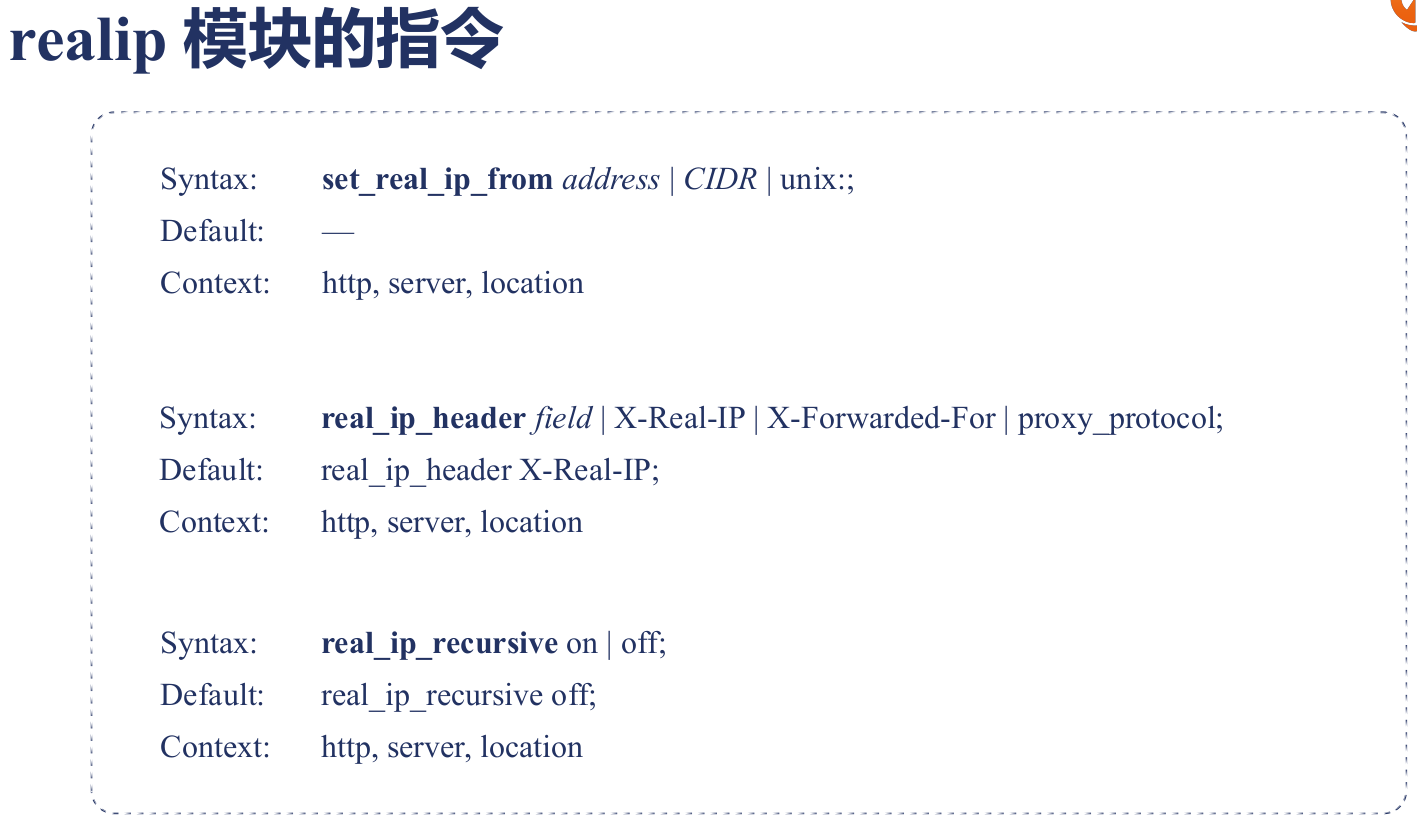 realip 模块的指令
Syntax: set_real_ip_from address | CIDR | unix:;
Default: —
Context: http, server, location
Syntax: real_ip_header field | X-Real-IP | X-Forwarded-For | proxy_protocol;
Default: real_ip_header X-Real-IP;
Context: http, server, location
Syntax: real_ip_recursive on | off;
Default: real_ip_recursive off;
Context: http, server, location